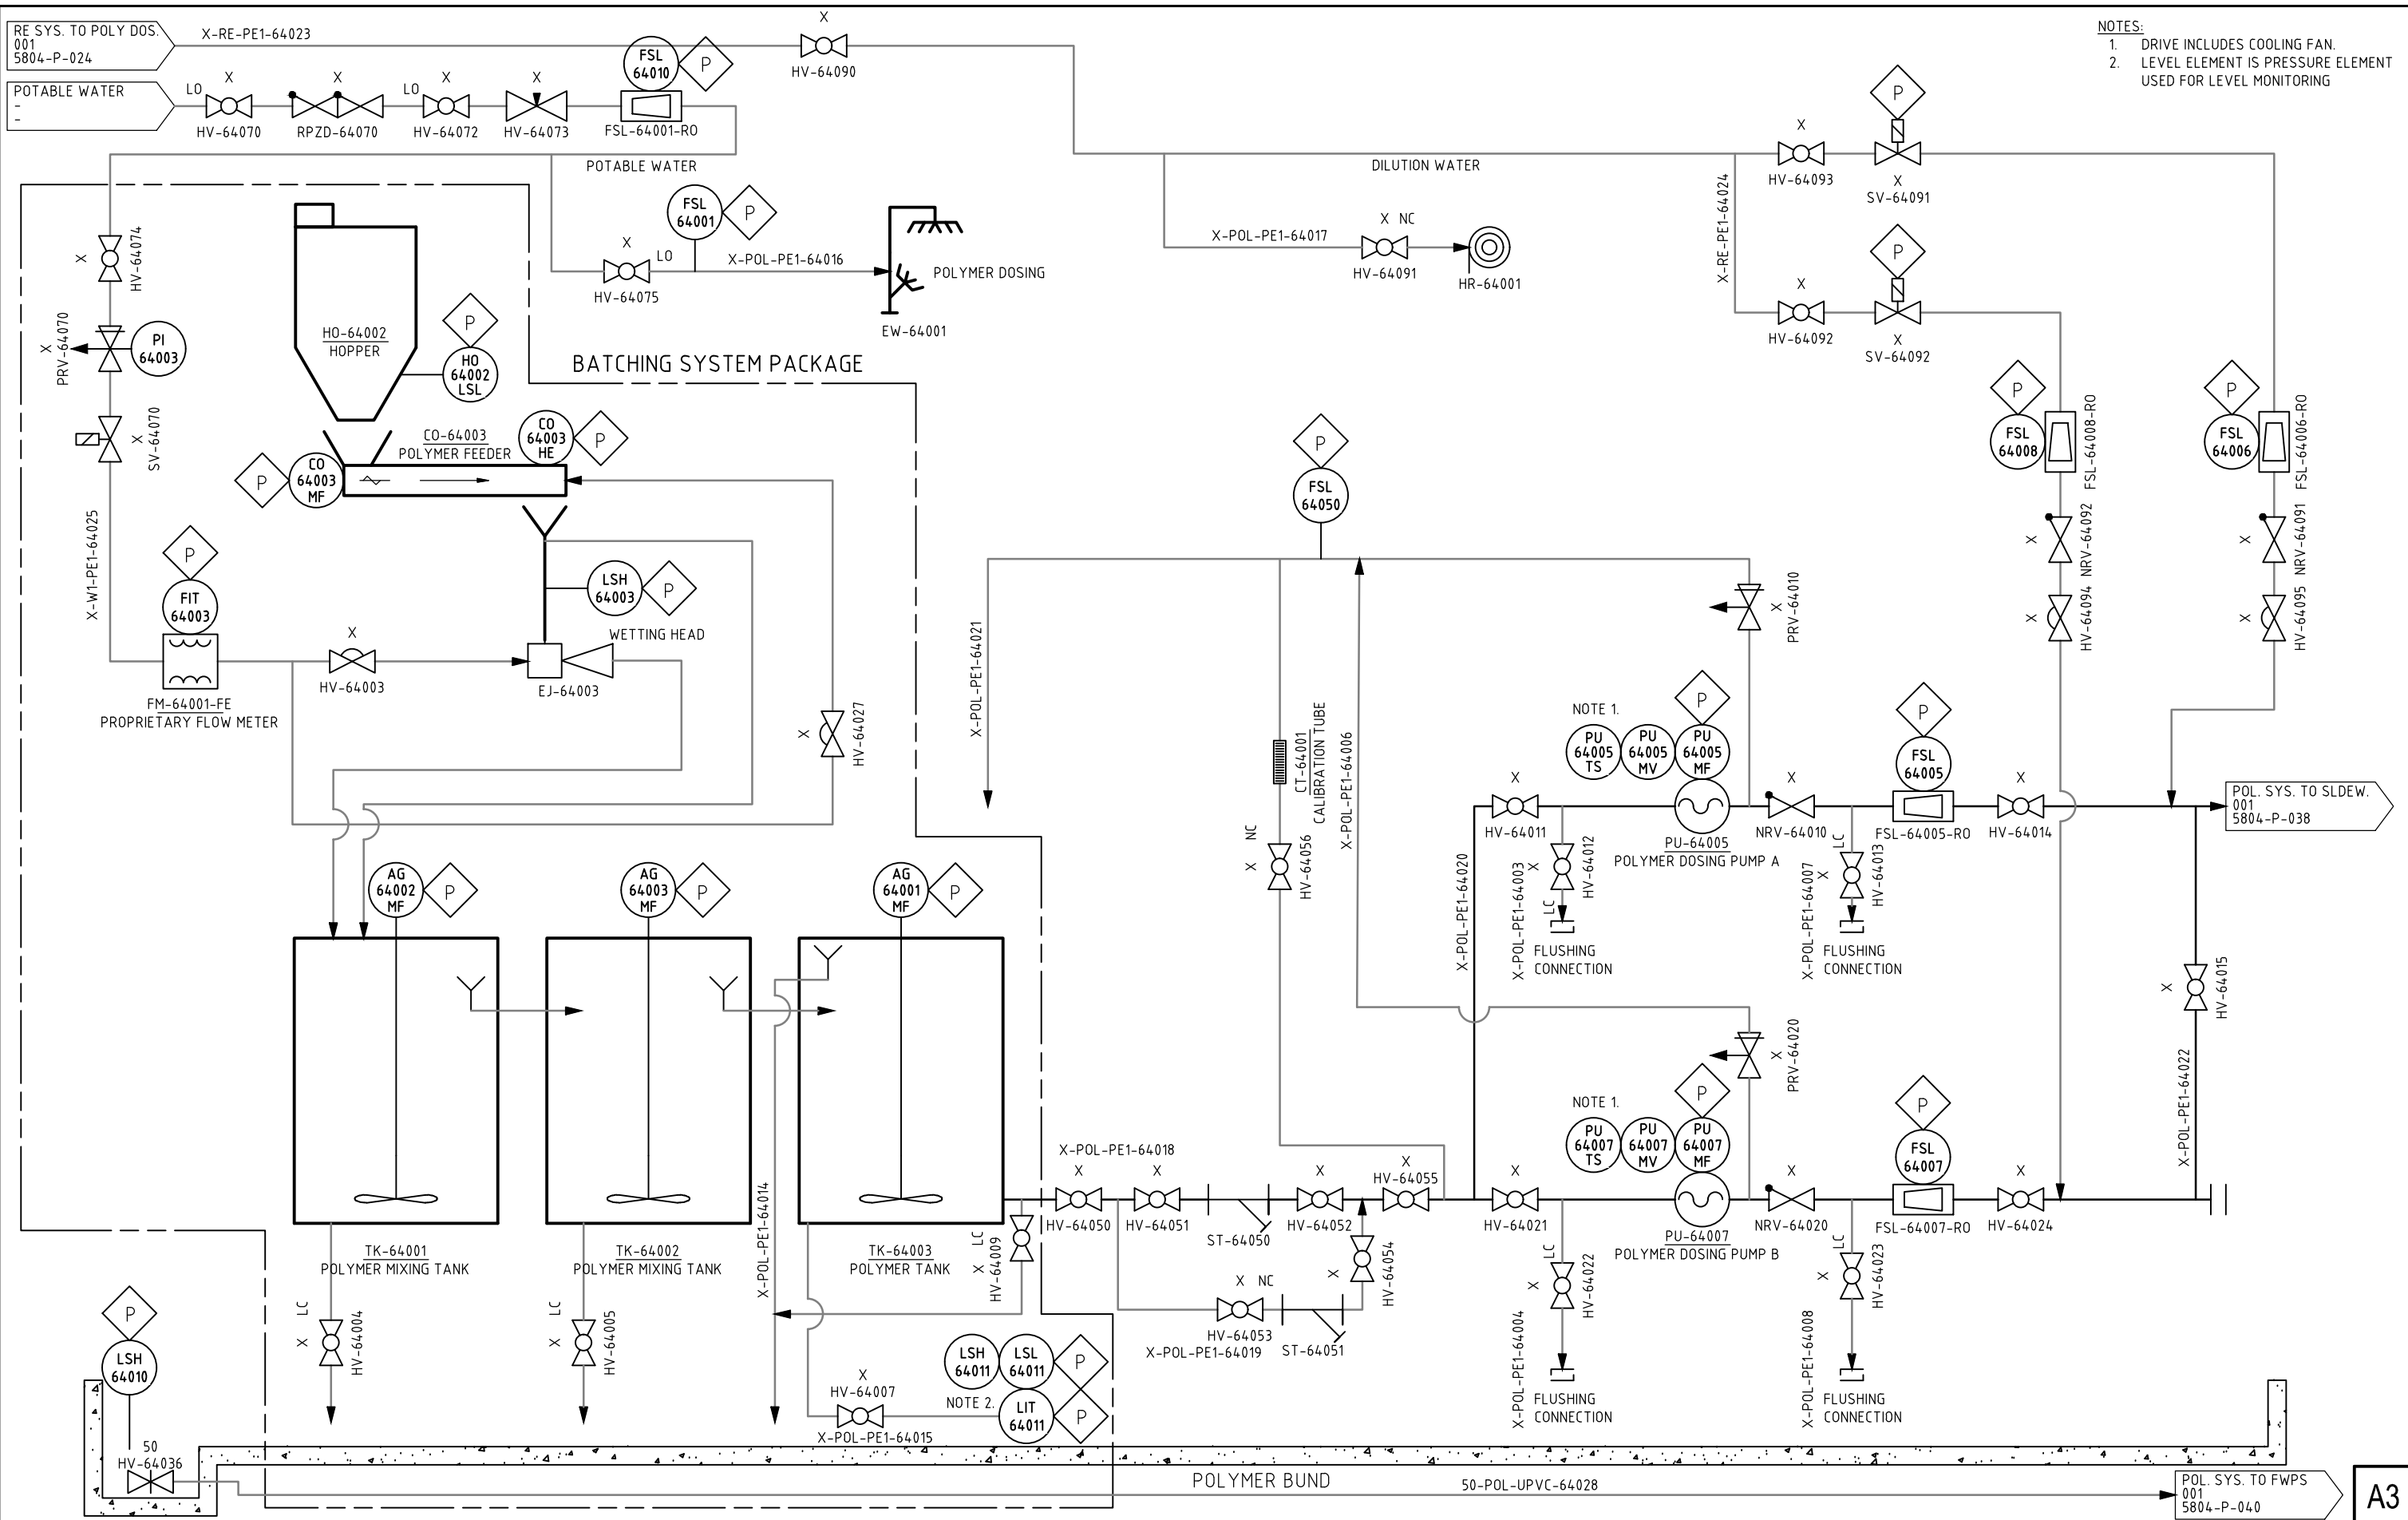 RE SYS. TO POLY DOS.
001
5804-P-024
X-RE-PE1-64023
FSL
64010
P
X
HV-64090
NOTES:
1. DRIVE INCLUDES COOLING FAN.
2. LEVEL ELEMENT IS PRESSURE ELEMENT
USED FOR LEVEL MONITORING
POTABLE WATER
-
-
LO
X
HV-64070
X
RPZD-64070
LO
X
HV-64072
X
HV-64073
FSL-64001-RO
POTABLE WATER
DILUTION WATER
X
HV-64093
P
X
SV-64091
X-RE-PE1-64024
X
HV-64092
P
X
SV-64092
FSL
64001
P
X
LO
HV-64075
X-POL-PE1-64016
POLYMER DOSING
EW-64001
X-POL-PE1-64017
X NC
HV-64091
HR-64001
X
HV-64074
X
PRV-64070
PI
64003
X
SV-64070
HO-64002
HOPPER
P
HO
64002
LSL
BATCHING SYSTEM PACKAGE
CO-64003
POLYMER FEEDER
CO
64003
HE
P
P
CO
64003
MF
X-W1-PE1-64025
P
FIT
64003
FM-64001-FE
PROPRIETARY FLOW METER
X
HV-64003
LSH
64003
P
WETTING HEAD
EJ-64003
X
HV-64027
P
FSL
64050
X-POL-PE1-64021
CT-64001
CALIBRATION TUBE
X-POL-PE1-64006
X NC
HV-64056
X
PRV-64010
P
FSL
64008
FSL-64008-RO
P
FSL
64006
FSL-64006-RO
X
NRV-64092
X
NRV-64091
X
HV-64094
X
HV-64095
NOTE 1.
P
PU
64005
TS
PU
64005
MV
PU
64005
MF
X
HV-64011
PU-64005
POLYMER DOSING PUMP A
X
NRV-64010
P
FSL
64005
FSL-64005-RO
X
HV-64014
POL. SYS. TO SLDEW.
001
5804-P-038
X-POL-PE1-64020
X-POL-PE1-64003
X
LC
HV-64012
FLUSHING
CONNECTION
X-POL-PE1-64007
X
LC
HV-64013
FLUSHING
CONNECTION
X
HV-64015
X-POL-PE1-64022
AG
64002
MF
P
AG
64003
MF
P
AG
64001
MF
P
X
PRV-64020
NOTE 1.
P
PU
64007
TS
PU
64007
MV
PU
64007
MF
X
HV-64021
PU-64007
POLYMER DOSING PUMP B
X
NRV-64020
P
FSL
64007
FSL-64007-RO
X
HV-64024
X-POL-PE1-64018
X
HV-64050
X
HV-64051
ST-64050
X
HV-64052
X
HV-64055
X
HV-64054
X NC
HV-64053
X-POL-PE1-64019
ST-64051
X-POL-PE1-64014
X LC
HV-64009
TK-64001
POLYMER MIXING TANK
TK-64002
POLYMER MIXING TANK
TK-64003
POLYMER TANK
X LC
HV-64004
X LC
HV-64005
X-POL-PE1-64004
X
LC
HV-64022
FLUSHING
CONNECTION
X-POL-PE1-64008
X
LC
HV-64023
FLUSHING
CONNECTION
P
LSH
64010
LSH
64011
LSL
64011
P
NOTE 2.
LIT
64011
P
X
HV-64007
X-POL-PE1-64015
50
HV-64036
POLYMER BUND
50-POL-UPVC-64028
POL. SYS. TO FWPS
001
5804-P-040
A3